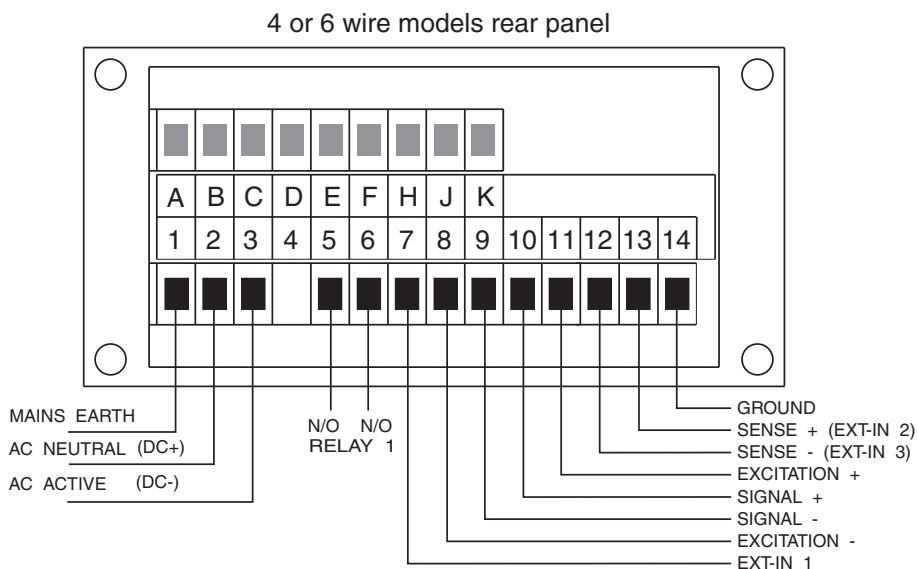 4 or 6 wire models rear panel
A B C D E F H J K
1 2 3 4 5 6 7 8 9 10 11 12 13 14
MAINS EARTH
AC NEUTRAL (DC+)
AC ACTIVE (DC-)
N/O N/O
RELAY 1
GROUND
SENSE + (EXT-IN 2)
SENSE - (EXT-IN 3)
EXCITATION +
SIGNAL +
SIGNAL -
EXCITATION -
EXT-IN 1